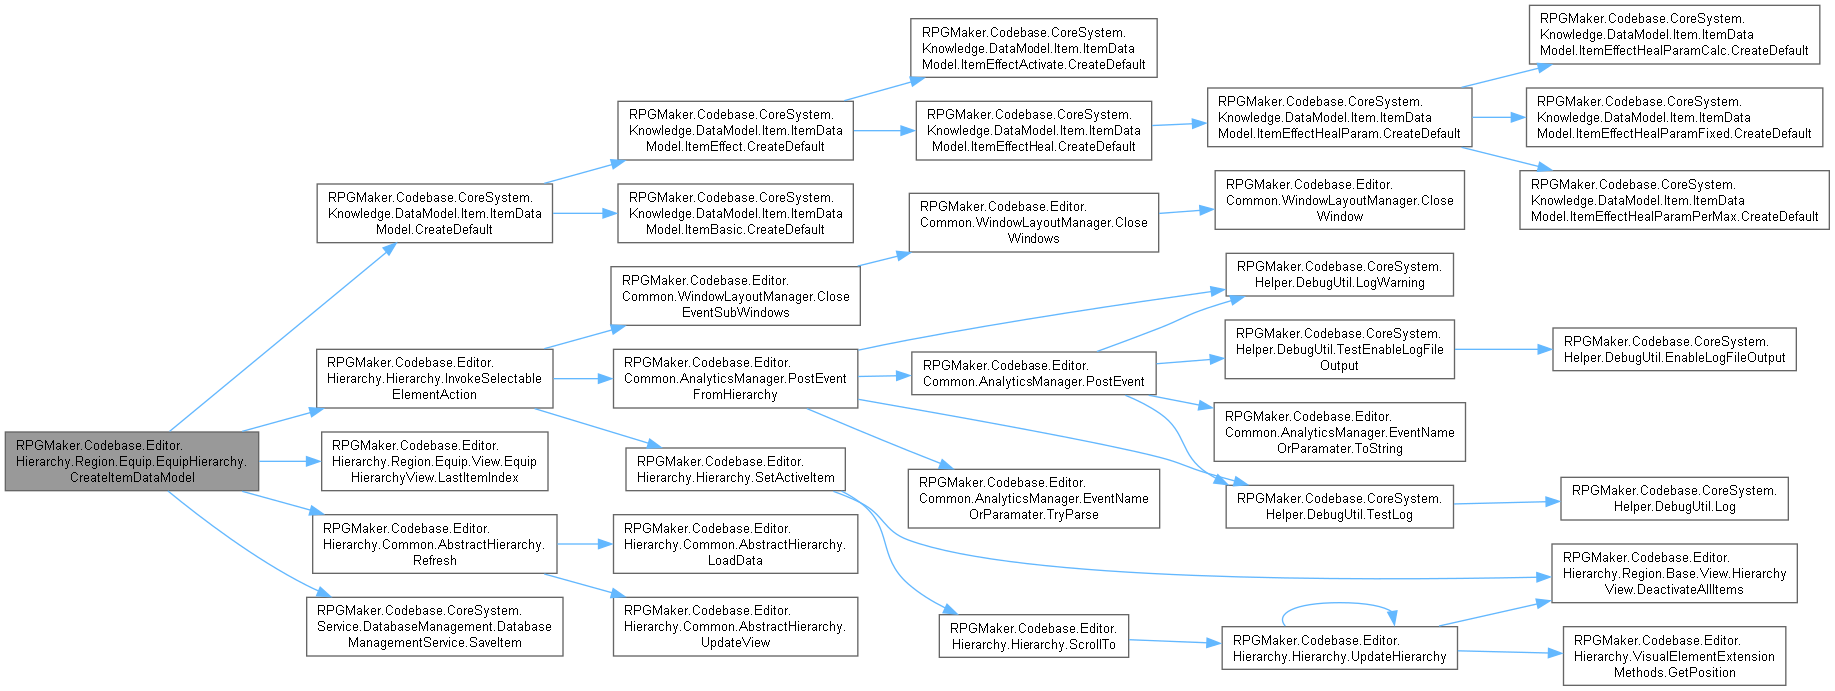 RPGMaker.Codebase.Editor.
Hierarchy.Region.Equip.EquipHierarchy.
CreateItemDataModel
RPGMaker.Codebase.CoreSystem.
Knowledge.DataModel.Item.ItemData
Model.CreateDefault
RPGMaker.Codebase.Editor.
Hierarchy.Hierarchy.InvokeSelectable
ElementAction
RPGMaker.Codebase.Editor.
Hierarchy.Region.Equip.View.Equip
HierarchyView.LastItemIndex
RPGMaker.Codebase.Editor.
Hierarchy.Common.AbstractHierarchy.
Refresh
RPGMaker.Codebase.CoreSystem.
Service.DatabaseManagement.Database
ManagementService.SaveItem
RPGMaker.Codebase.CoreSystem.
Knowledge.DataModel.Item.ItemData
Model.ItemEffect.CreateDefault
RPGMaker.Codebase.CoreSystem.
Knowledge.DataModel.Item.ItemData
Model.ItemBasic.CreateDefault
RPGMaker.Codebase.Editor.
Common.WindowLayoutManager.Close
EventSubWindows
RPGMaker.Codebase.Editor.
Common.AnalyticsManager.PostEvent
FromHierarchy
RPGMaker.Codebase.Editor.
Hierarchy.Hierarchy.SetActiveItem
RPGMaker.Codebase.Editor.
Hierarchy.Common.AbstractHierarchy.
LoadData
RPGMaker.Codebase.Editor.
Hierarchy.Common.AbstractHierarchy.
UpdateView
RPGMaker.Codebase.CoreSystem.
Knowledge.DataModel.Item.ItemData
Model.ItemEffectActivate.CreateDefault
RPGMaker.Codebase.CoreSystem.
Knowledge.DataModel.Item.ItemData
Model.ItemEffectHeal.CreateDefault
RPGMaker.Codebase.Editor.
Common.WindowLayoutManager.Close
Windows
RPGMaker.Codebase.Editor.
Common.AnalyticsManager.PostEvent
RPGMaker.Codebase.Editor.
Common.AnalyticsManager.EventName
OrParamater.TryParse
RPGMaker.Codebase.Editor.
Hierarchy.Hierarchy.ScrollTo
RPGMaker.Codebase.CoreSystem.
Knowledge.DataModel.Item.ItemData
Model.ItemEffectHealParam.CreateDefault
RPGMaker.Codebase.Editor.
Common.WindowLayoutManager.Close
Window
RPGMaker.Codebase.CoreSystem.
Helper.DebugUtil.LogWarning
RPGMaker.Codebase.CoreSystem.
Helper.DebugUtil.TestEnableLogFile
Output
RPGMaker.Codebase.Editor.
Common.AnalyticsManager.EventName
OrParamater.ToString
RPGMaker.Codebase.CoreSystem.
Helper.DebugUtil.TestLog
RPGMaker.Codebase.Editor.
Hierarchy.Hierarchy.UpdateHierarchy
RPGMaker.Codebase.CoreSystem.
Knowledge.DataModel.Item.ItemData
Model.ItemEffectHealParamCalc.CreateDefault
RPGMaker.Codebase.CoreSystem.
Knowledge.DataModel.Item.ItemData
Model.ItemEffectHealParamFixed.CreateDefault
RPGMaker.Codebase.CoreSystem.
Knowledge.DataModel.Item.ItemData
Model.ItemEffectHealParamPerMax.CreateDefault
RPGMaker.Codebase.CoreSystem.
Helper.DebugUtil.EnableLogFileOutput
RPGMaker.Codebase.CoreSystem.
Helper.DebugUtil.Log
RPGMaker.Codebase.Editor.
Hierarchy.Region.Base.View.Hierarchy
View.DeactivateAllItems
RPGMaker.Codebase.Editor.
Hierarchy.VisualElementExtension
Methods.GetPosition